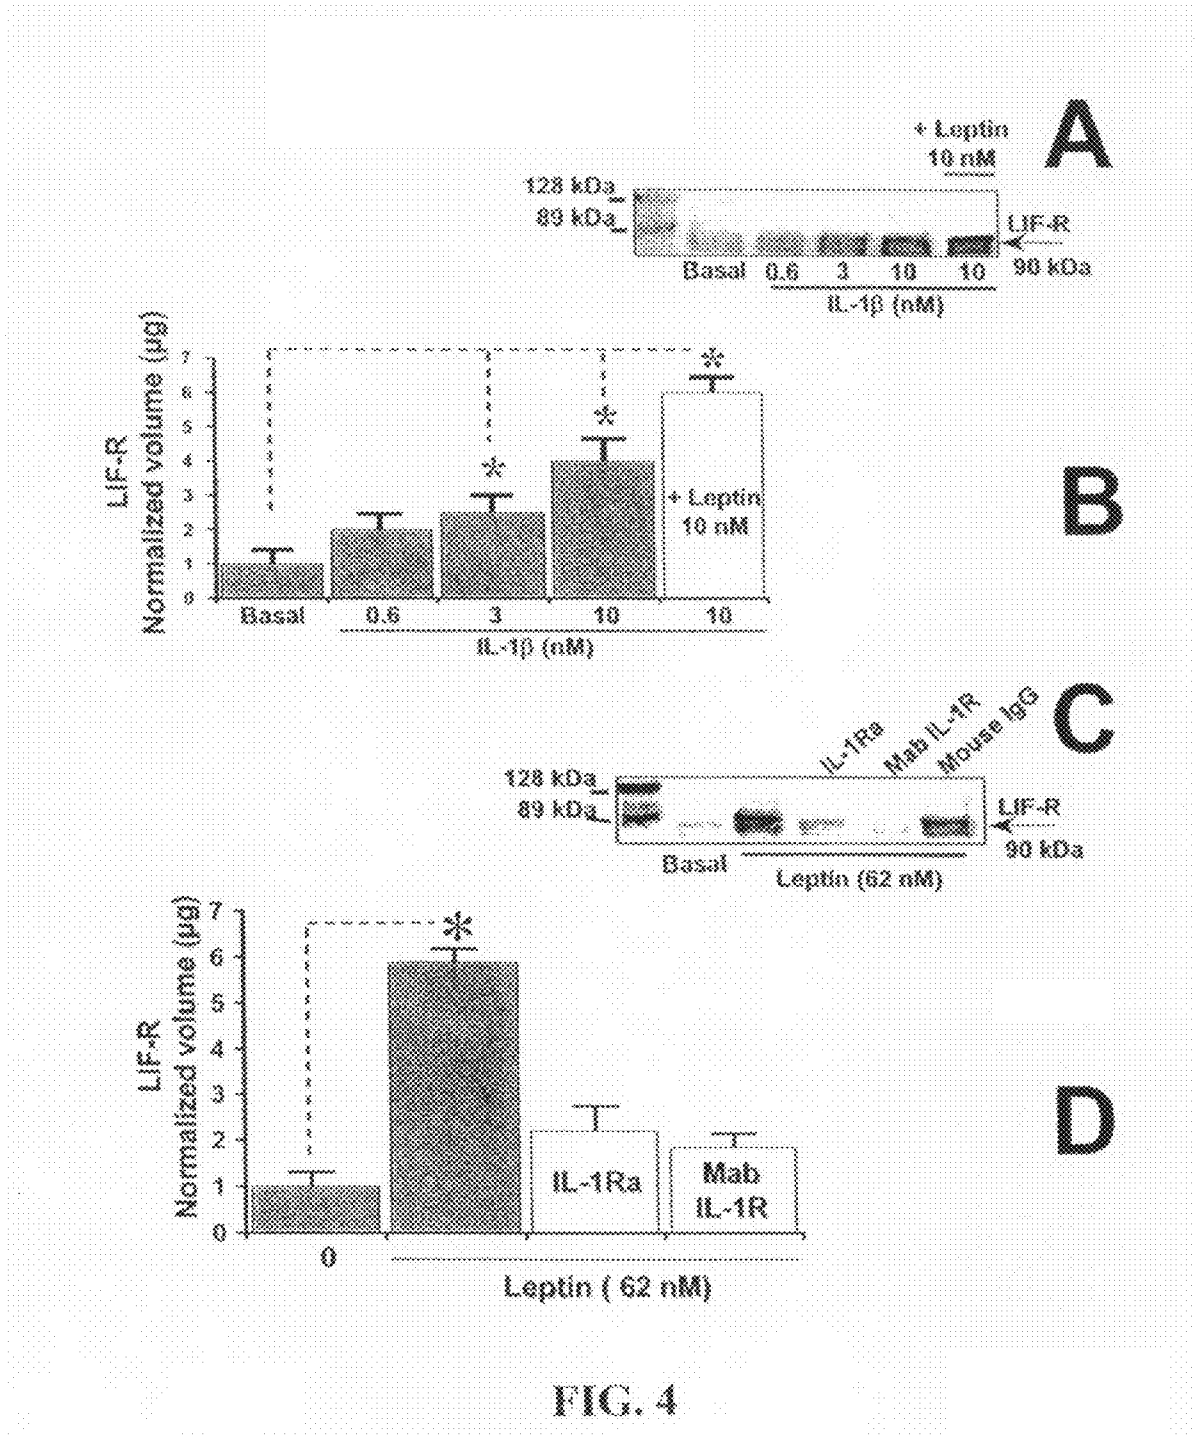 A
+ Leptin
10 nM
128 kDa
89 kDa
LIF-R
90 kDa
Basal 0.6 3 10 10
IL-1β (nM)
B
LIF-R
Normalized volume (µg)
7
6
5
4
3
2
1
0
*
*
*
+ Leptin
10 nM
Basal 0.6 3 10 10
IL-1β (nM)
C
IL-1Ra
Mab IL-1R
Mouse IgG
128 kDa
89 kDa
LIF-R
90 kDa
Basal
Leptin (62 nM)
D
LIF-R
Normalized volume (µg)
7
6
5
4
3
2
1
0
*
IL-1Ra
Mab
IL-1R
0
Leptin ( 62 nM)
FIG. 4